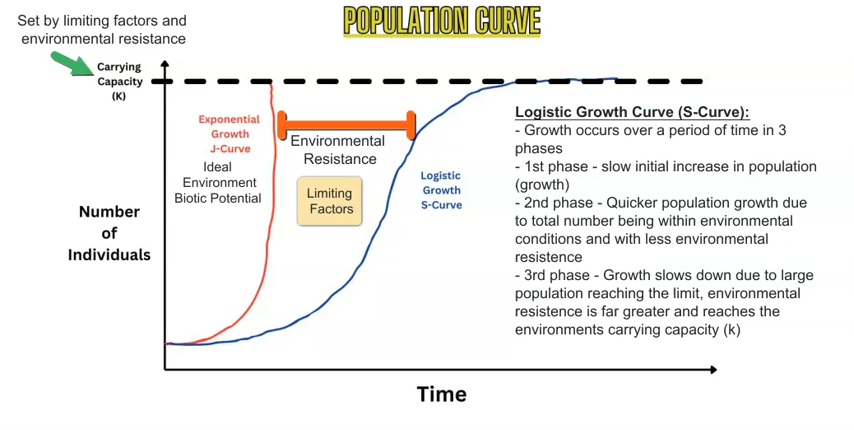 POPULATION CURVE
Set by limiting factors and
environmental resistance
Carrying
Capacity
(K)
Exponential
Growth
J-Curve
Ideal
Environment
Biotic Potential
Environmental
Resistance
Limiting
Factors
Logistic
Growth
S-Curve
Number
of
Individuals
Time
Logistic Growth Curve (S-Curve):
- Growth occurs over a period of time in 3
phases
- 1st phase - slow initial increase in population
(growth)
- 2nd phase - Quicker population growth due
to total number being within environmental
conditions and with less environmental
resistence
- 3rd phase - Growth slows down due to large
population reaching the limit, environmental
resistence is far greater and reaches the
environments carrying capacity (k)